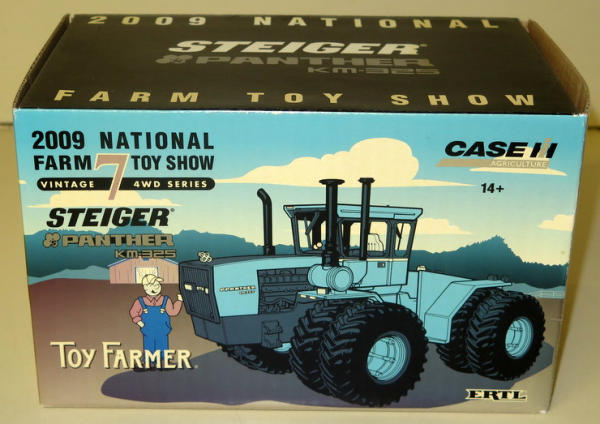 2009 NATIONAL
STEIGER®
PANTHER
KM-325
FARM TOY SHOW
2009 NATIONAL
FARM 7 TOY SHOW
VINTAGE 4WD SERIES
STEIGER®
PANTHER
KM-325
CASE IH
AGRICULTURE
14+
PANTHER
TOY FARMER®
ERTL